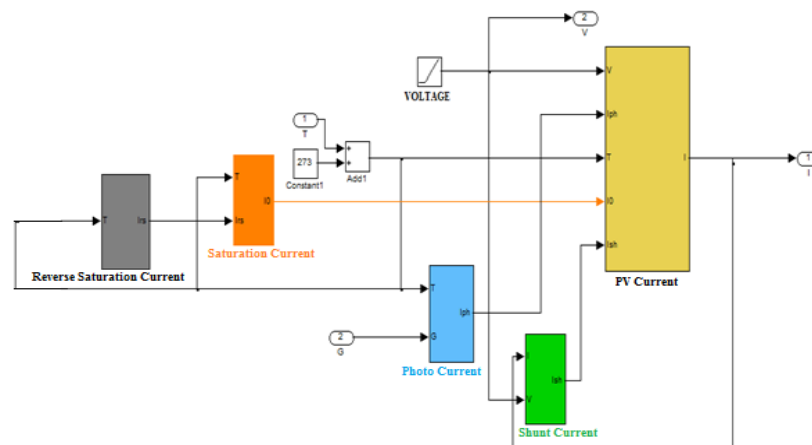 2
V
VOLTAGE
V
1
T
Iph
273
Constant1
+
+
Add1
T
I
1
I
T
Irs
I0
I0
T
Irs
Saturation Current
Ish
Reverse Saturation Current
PV Current
T
Iph
G
2
G
Photo Current
I
Ish
V
Shunt Current